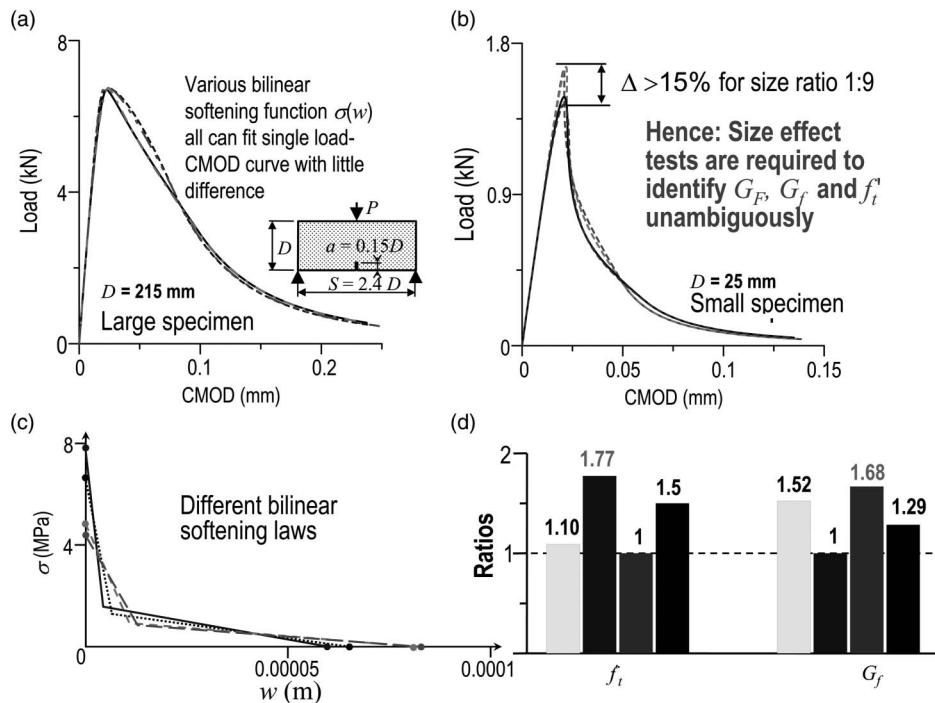 (a)
8
4
0
Load (kN)
Various bilinear
softening function σ(w)
all can fit single load-
CMOD curve with little
difference
P
D
a = 0.15D
S = 2.4 D
D = 215 mm
Large specimen
0
0.1
0.2
CMOD (mm)
(b)
1.8
0.9
0
Load (kN)
Δ >15% for size ratio 1:9
Hence: Size effect
tests are required to
identify G_F, G_f and f_t'
unambiguously
D = 25 mm
Small specimen
0
0.05
0.1
0.15
CMOD (mm)
(c)
8
4
0
σ (MPa)
Different bilinear
softening laws
0
0.00005
0.0001
w (m)
(d)
2
1
0
Ratios
1.10
1.77
1
1.5
1.52
1
1.68
1.29
f_t
G_f